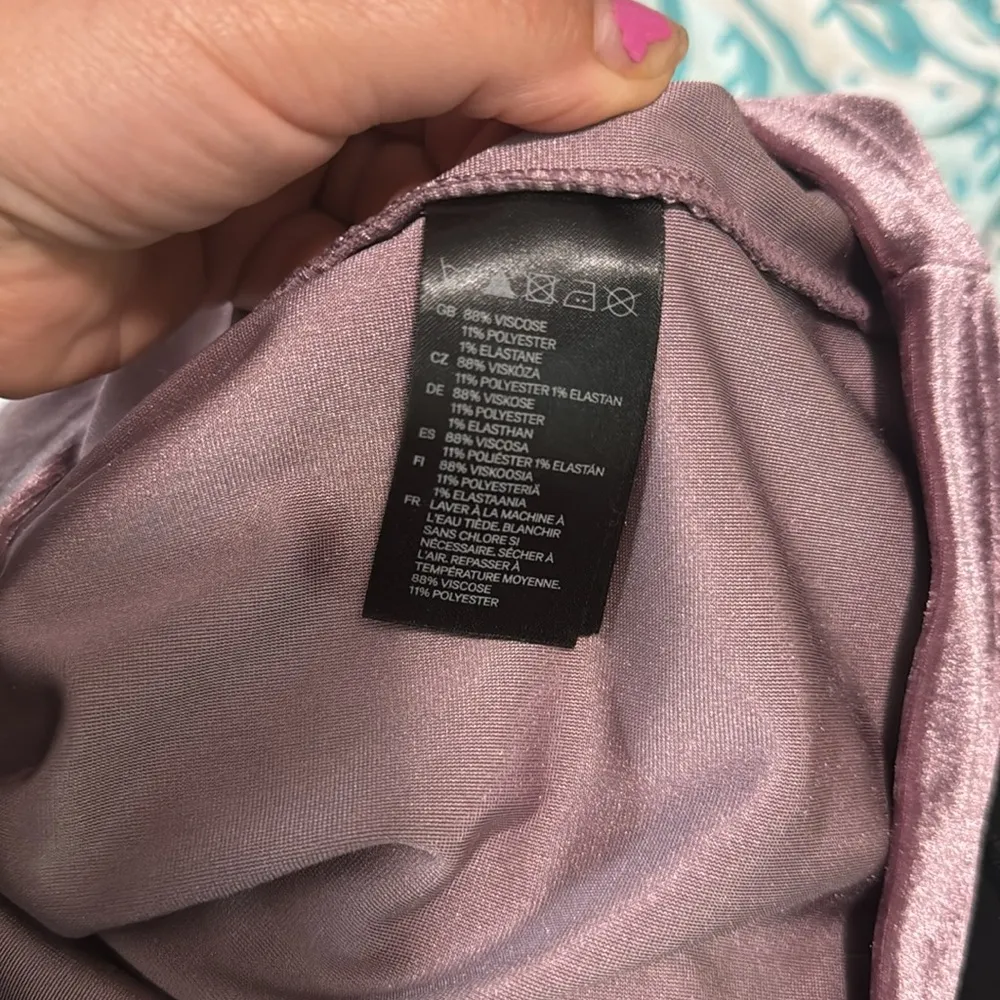 GB 88% VISCOSE
11% POLYESTER
1% ELASTANE
CZ 88% VISKÓZA
11% POLYESTER 1% ELASTAN
DE 88% VISKOSE
11% POLYESTER
1% ELASTHAN
ES 88% VISCOSA
11% POLIÉSTER 1% ELASTÁN
FI 88% VISKOOSIA
11% POLYESTERIÄ
1% ELASTAANIA
FR LAVER À LA MACHINE À
L'EAU TIÈDE. BLANCHIR
SANS CHLORE SI
NÉCESSAIRE. SÉCHER À
L'AIR. REPASSER À
TEMPÉRATURE MOYENNE.
88% VISCOSE
11% POLYESTER